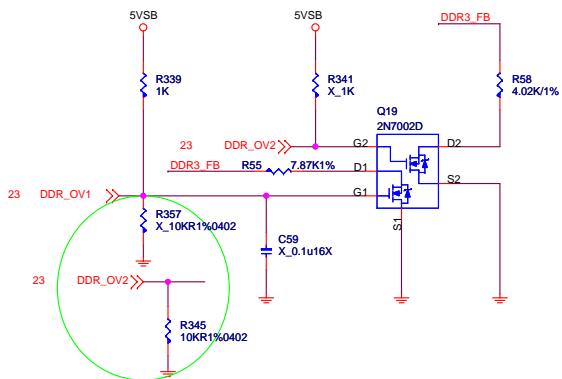 5VSB 5VSB DDR3_FB
R339
1K
R341
X_1K
R58
4.02K/1%
Q19
2N7002D
23 DDR_OV2 G2 D2
DDR3_FB R55 7.87K1% D1
S2
23 DDR_OV1 G1
R357
X_10KR1%0402
S1
C59
X_0.1u16X
23 DDR_OV2
R345
10KR1%0402